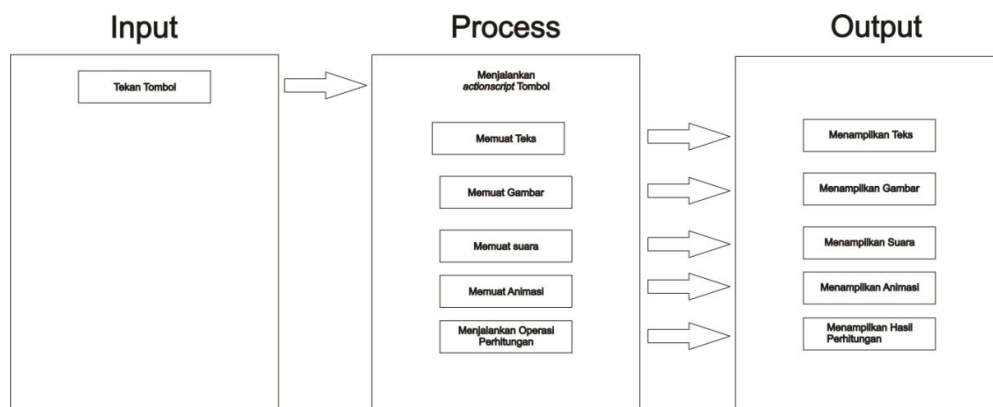 Input
Process
Output
Tekan Tombol
Menjalankan
actionscript Tombol
Memuat Teks
Menampilkan Teks
Memuat Gambar
Menampilkan Gambar
Memuat suara
Menampilkan Suara
Memuat Animasi
Menampilkan Animasi
Menjalankan Operasi
Perhitungan
Menampilkan Hasil
Perhitungan